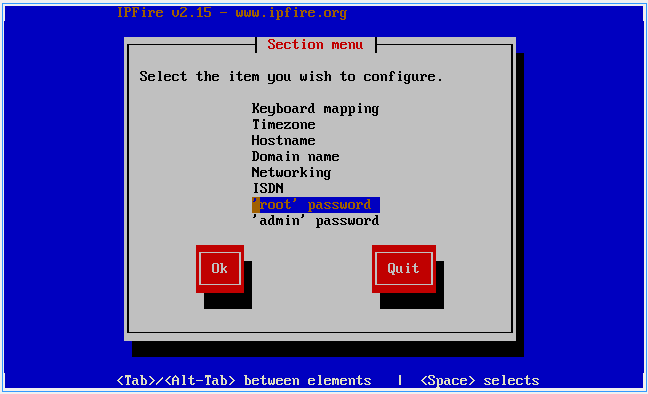 IPFire v2.15 - www.ipfire.org
Section menu
Select the item you wish to configure.
Keyboard mapping
Timezone
Hostname
Domain name
Networking
ISDN
'root' password
'admin' password
Ok Quit
<Tab>/<Alt-Tab> between elements | <Space> selects